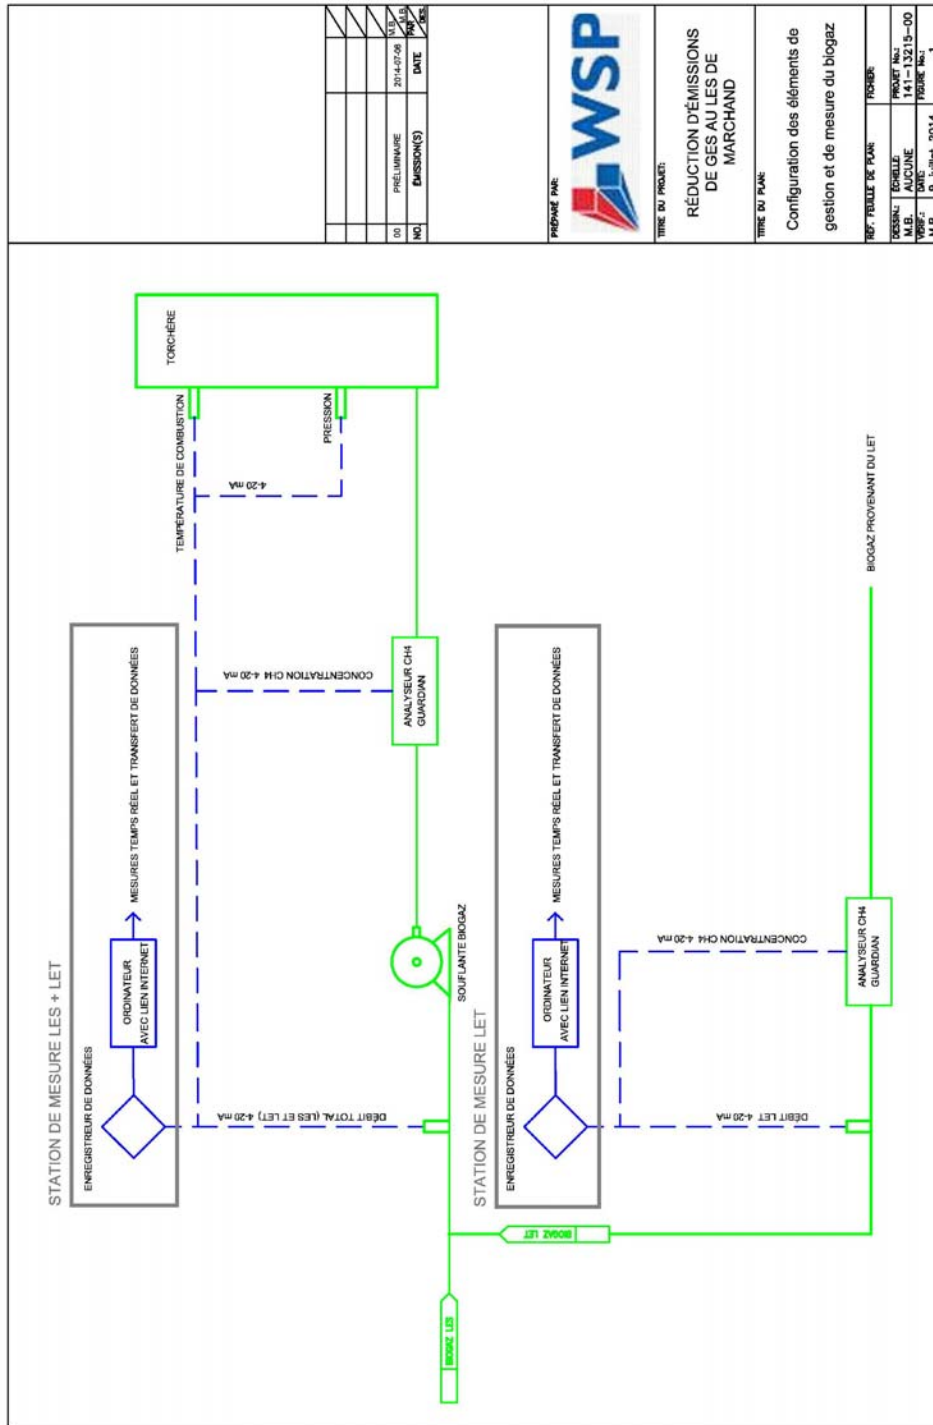 STATION DE MESURE LES + LET
ENREGISTREUR DE DONNÉES
ORDINATEUR
AVEC LIEN INTERNET
MESURES TEMPS RÉEL ET TRANSFERT DE DONNÉES
TEMPÉRATURE DE COMBUSTION
TORCHÈRE
4-20 mA
PRESSION
DÉBIT TOTAL (LES ET LET) 4-20 mA
CONCENTRATION CH4 4-20 mA
ANALYSEUR CH4
GUARDIAN
SOUFLANTE BIOGAZ
BIOGAZ LES
BIOGAZ LET
STATION DE MESURE LET
ENREGISTREUR DE DONNÉES
ORDINATEUR
AVEC LIEN INTERNET
MESURES TEMPS RÉEL ET TRANSFERT DE DONNÉES
DÉBIT LET 4-20 mA
CONCENTRATION CH4 4-20 mA
ANALYSEUR CH4
GUARDIAN
BIOGAZ PROVENANT DU LET
00 PRÉLIMINAIRE 2014-07-08 M.B. M.B.
NO. ÉMISSION(S) DATE PAR DES.
PRÉPARÉ PAR:
WSP
TITRE DU PROJET:
RÉDUCTION D'ÉMISSIONS
DE GES AU LES DE
MARCHAND
TITRE DU PLAN:
Configuration des éléments de
gestion et de mesure du biogaz
RÉF. FEUILLE DE PLAN: FICHIER:
DESSIN.: ÉCHELLE: PROJET No.:
M.B. AUCUNE 141-13215-00
VÉRIF.: DATE: FIGURE No.:
M.B. juillet 2014 1